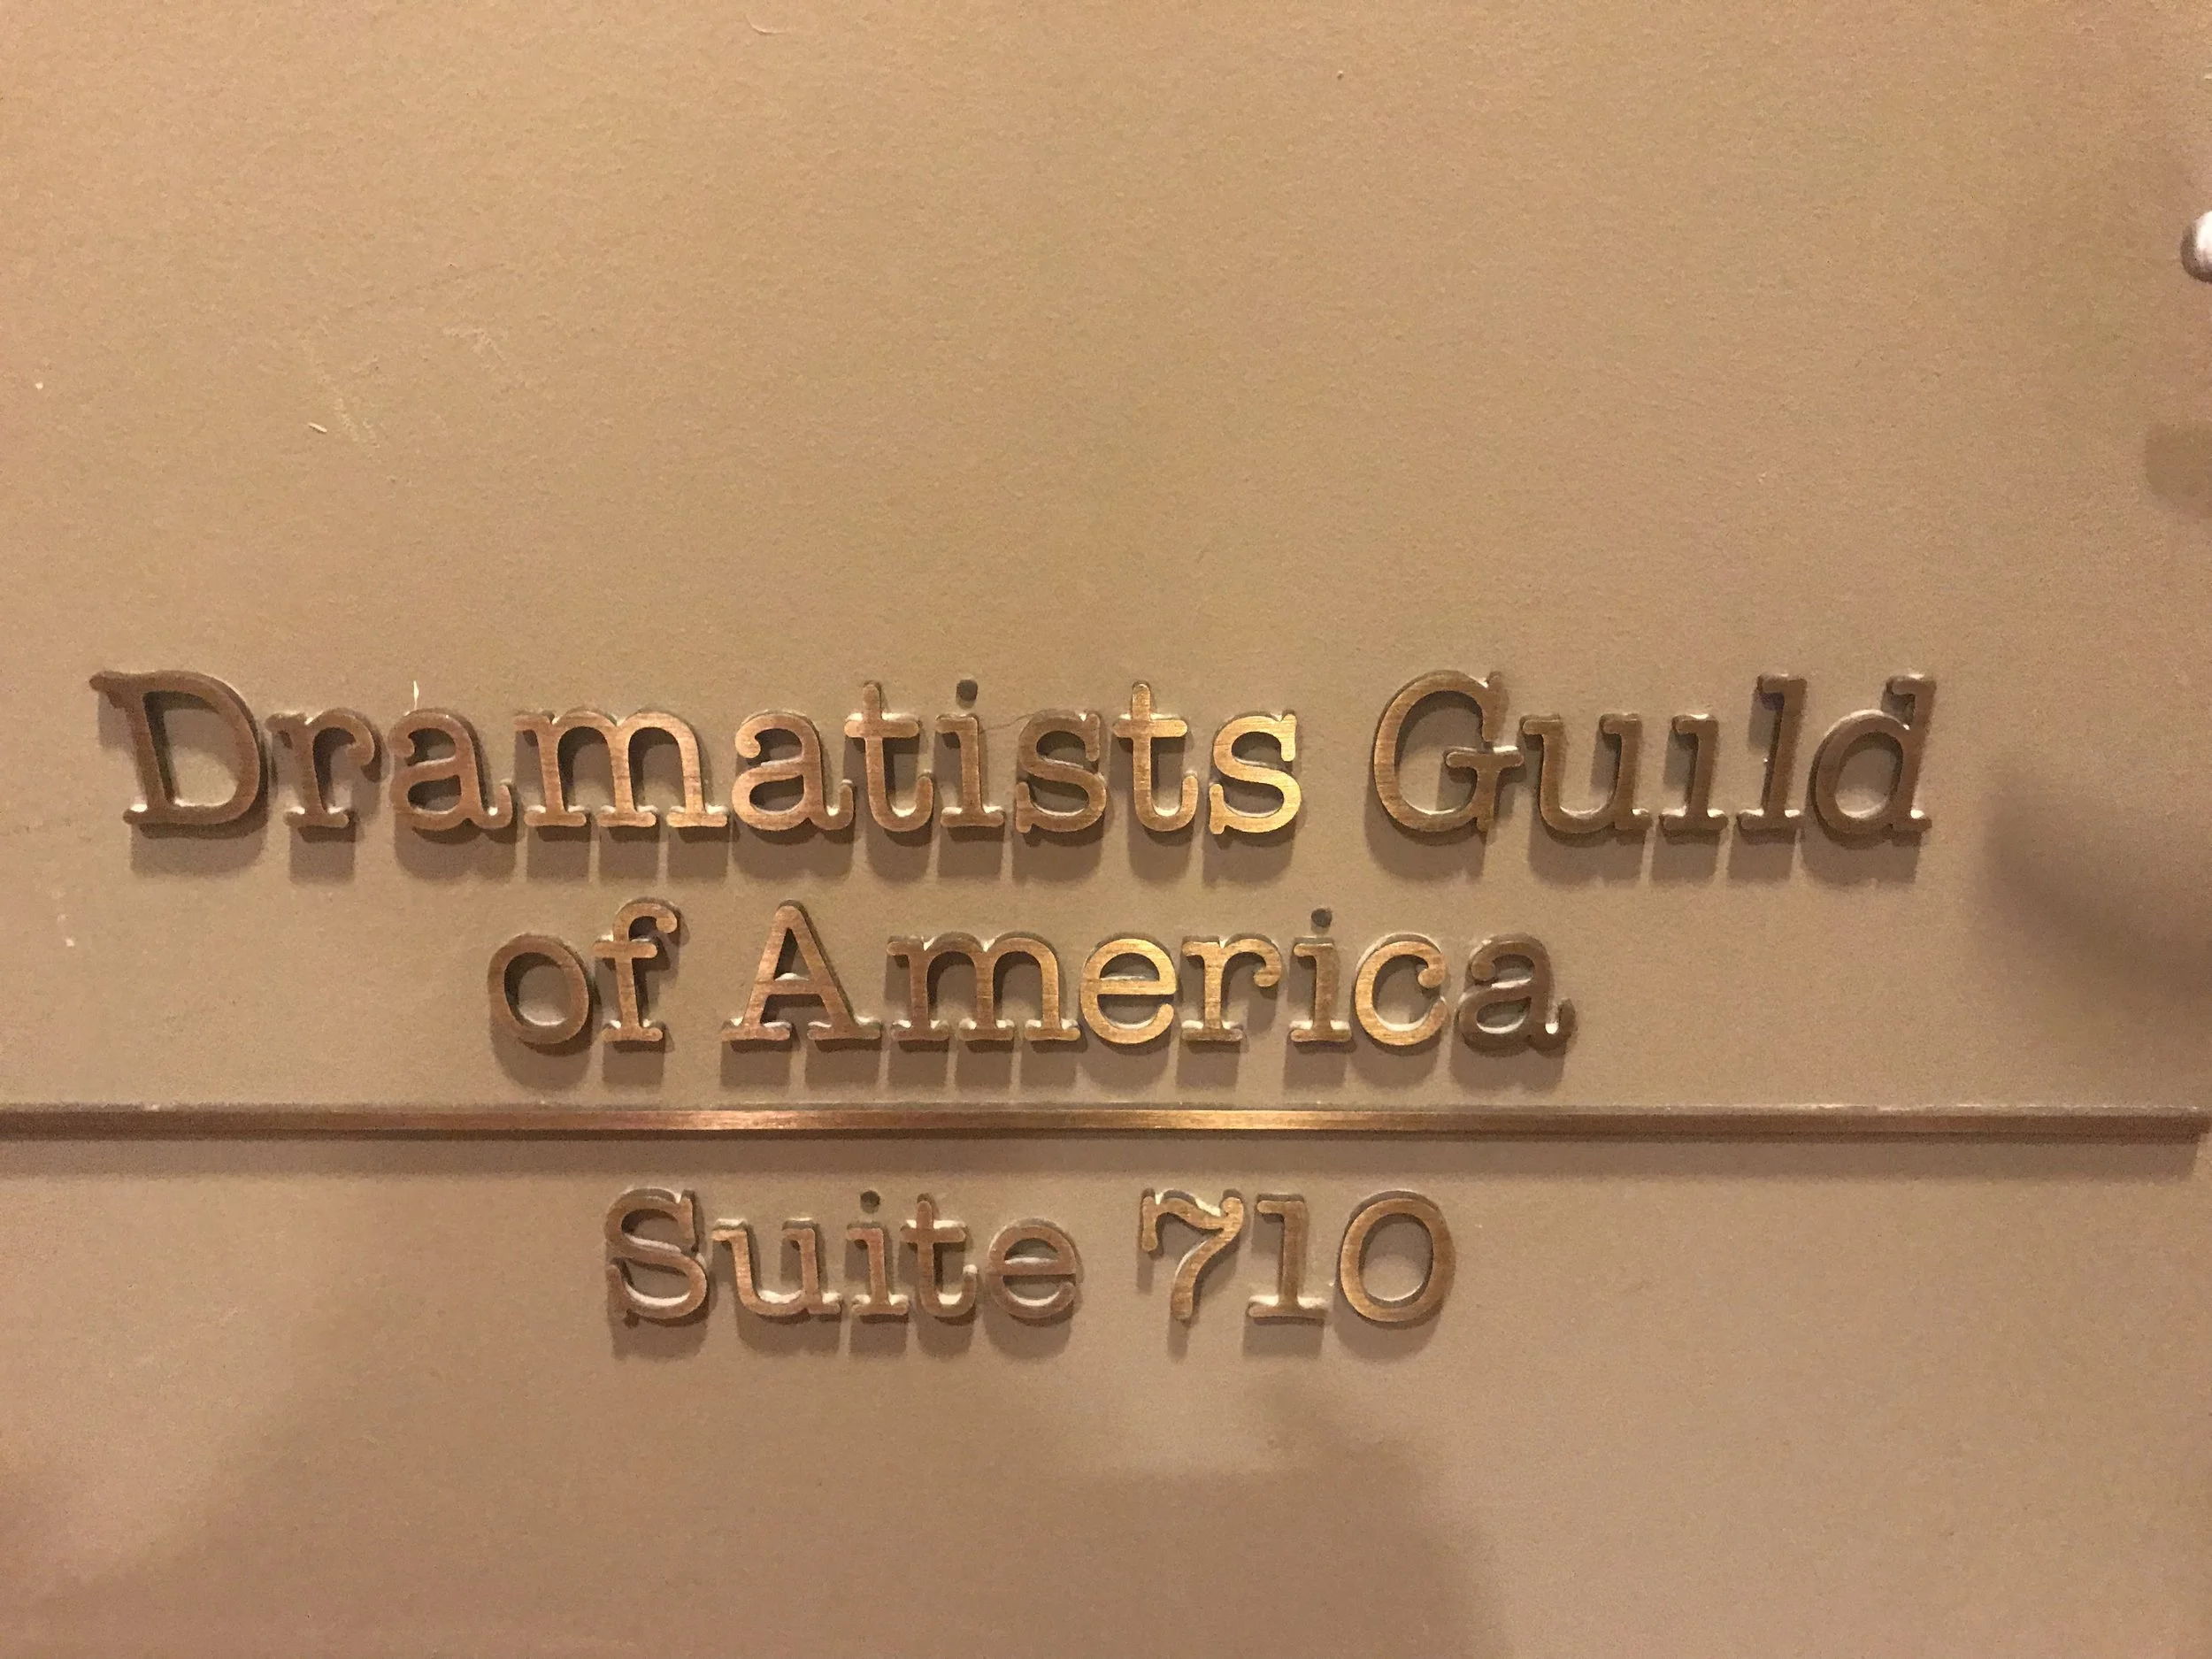 Dramatists Guild
of America
Suite 710